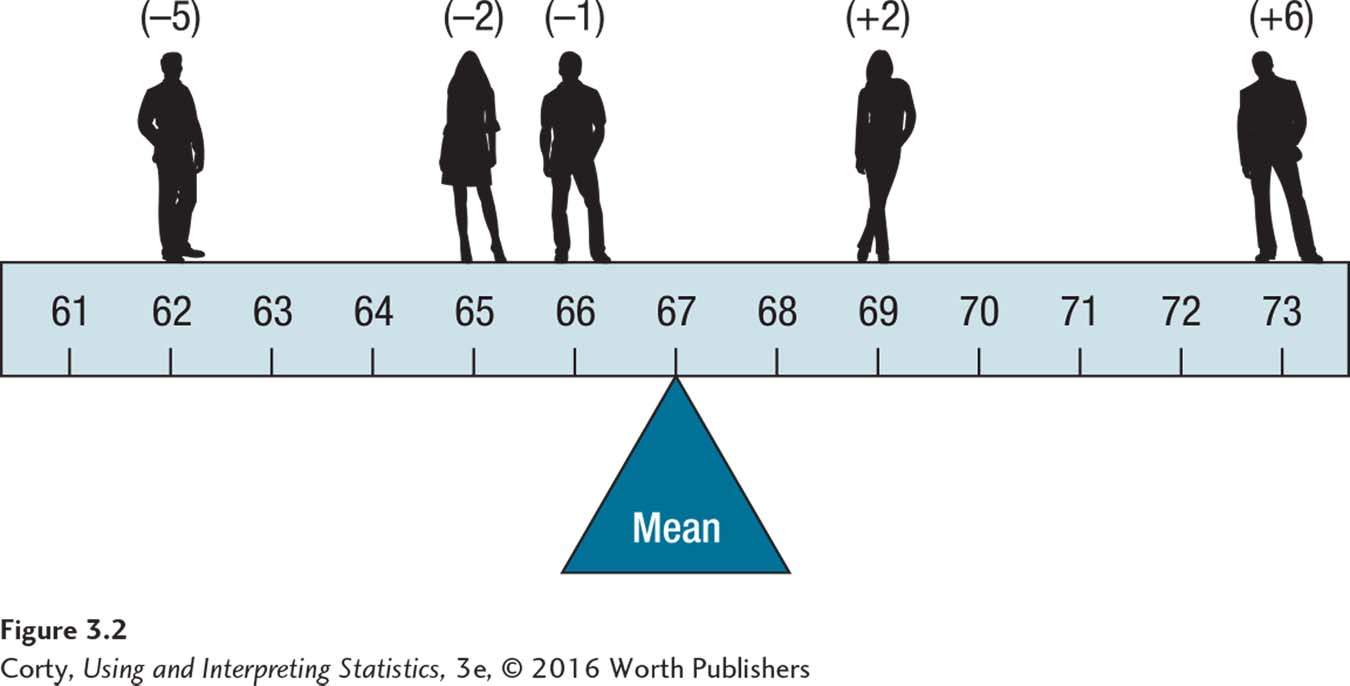 (–5) (–2) (–1) (+2) (+6)
61 62 63 64 65 66 67 68 69 70 71 72 73
Mean
Figure 3.2
Corty, Using and Interpreting Statistics, 3e, © 2016 Worth Publishers